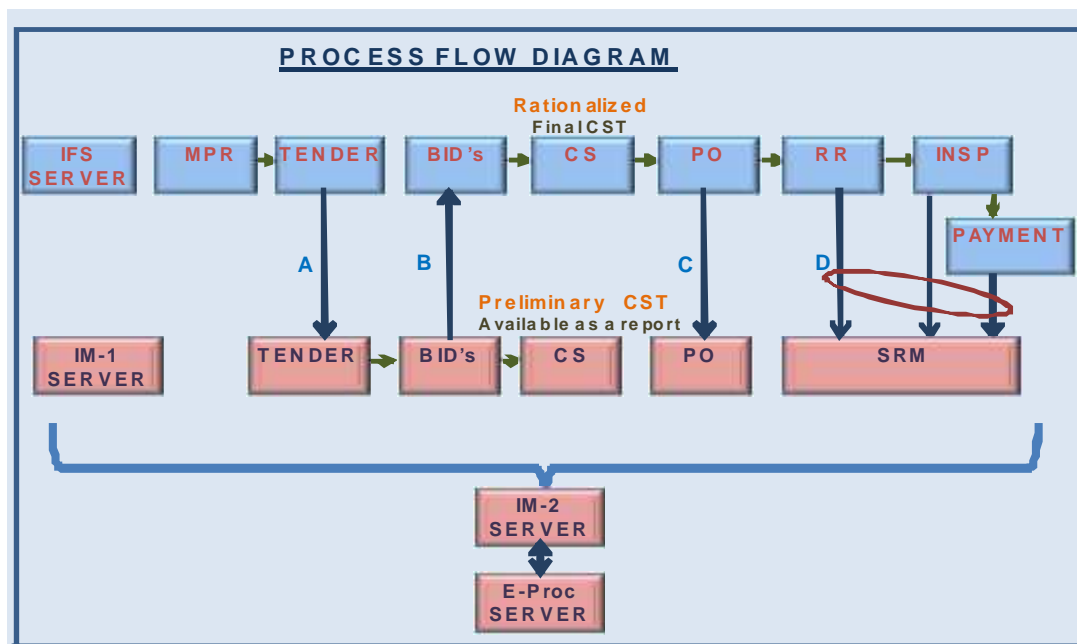 PROCESS FLOW DIAGRAM
Rationalized
Final CST
IFS
SERVER
MPR
TENDER
BID's
CS
PO
RR
INSP
PAYMENT
A
B
C
D
Preliminary CST
Available as a report
IM-1
SERVER
TENDER
BID's
CS
PO
SRM
IM-2
SERVER
E-Proc
SERVER